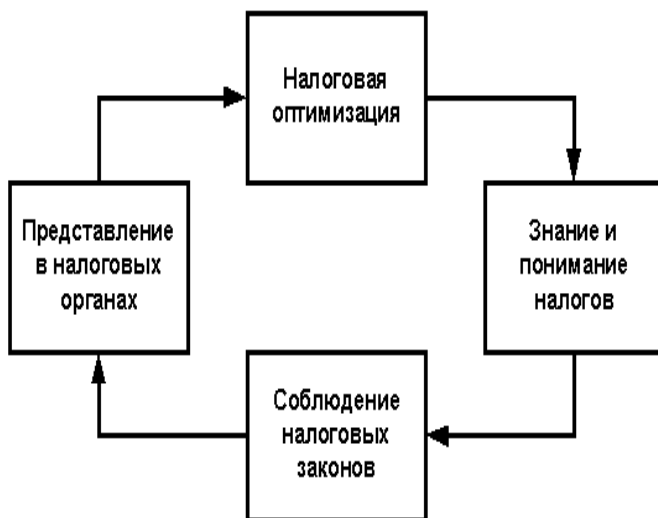 Налоговая
оптимизация
Представление
в налоговых
органах
Знание и
понимание
налогов
Соблюдение
налоговых
законов